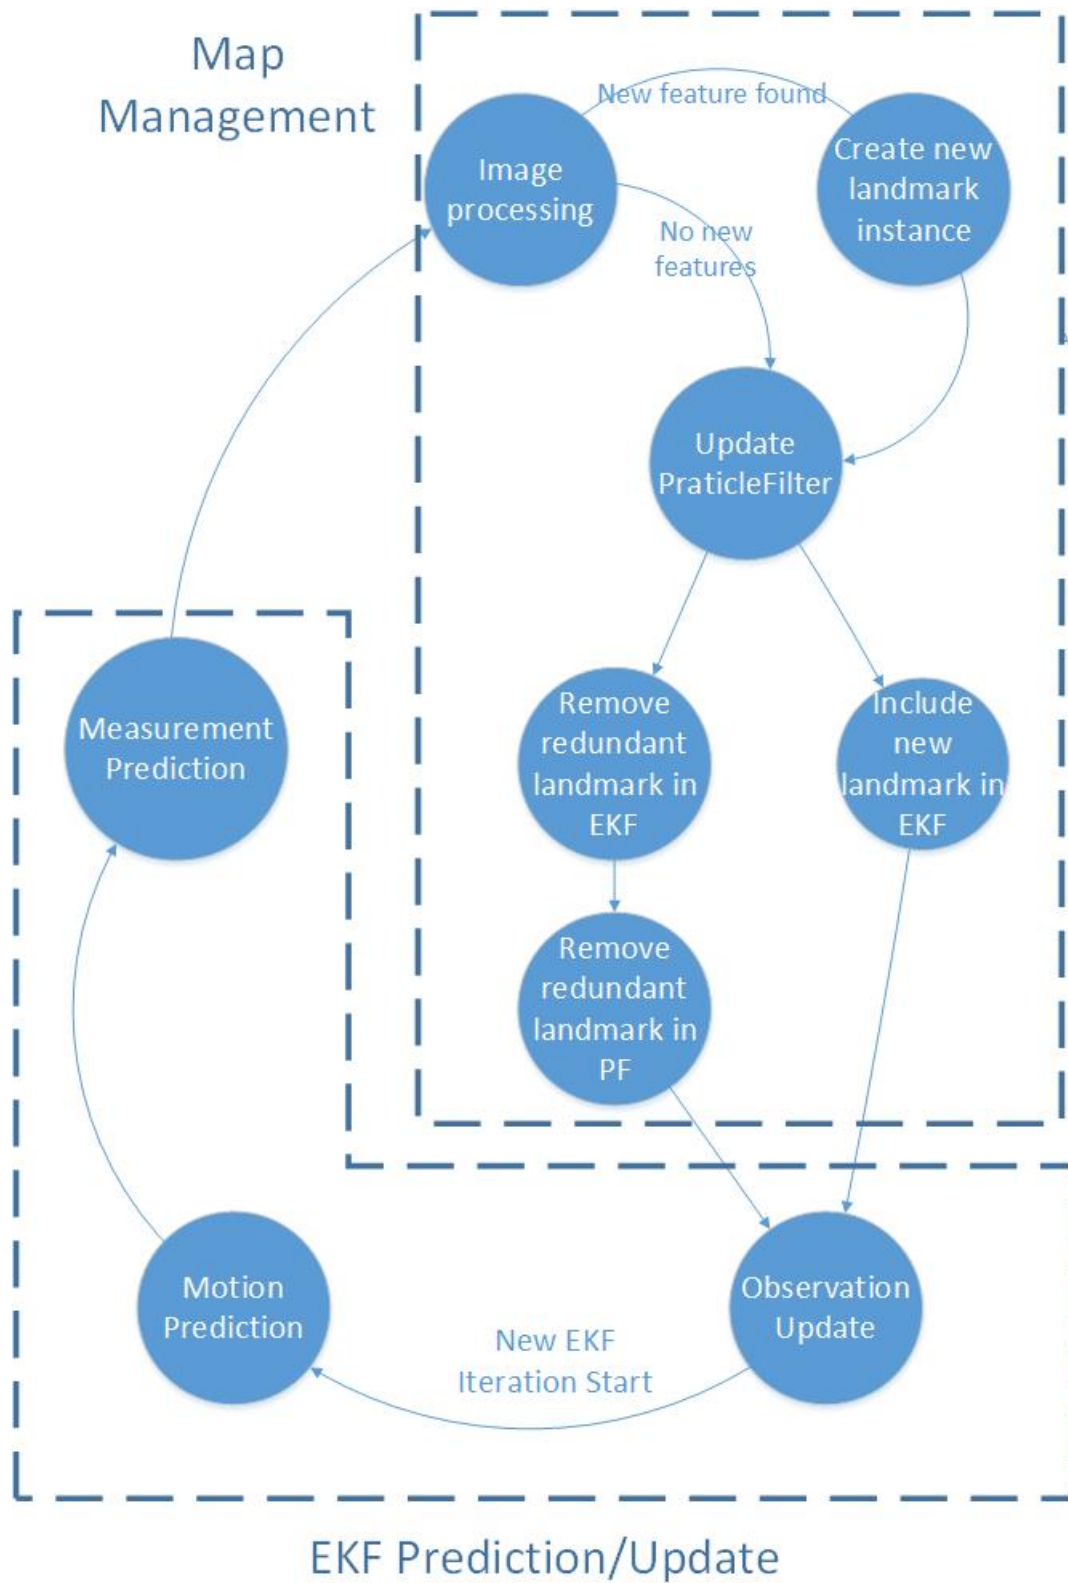 Map
Management
New feature found
Image
processing
Create new
landmark
instance
No new
features
Update
PraticleFilter
Remove
redundant
landmark in
EKF
Include
new
landmark in
EKF
Measurement
Prediction
Remove
redundant
landmark in
PF
Motion
Prediction
Observation
Update
New EKF
Iteration Start
EKF Prediction/Update